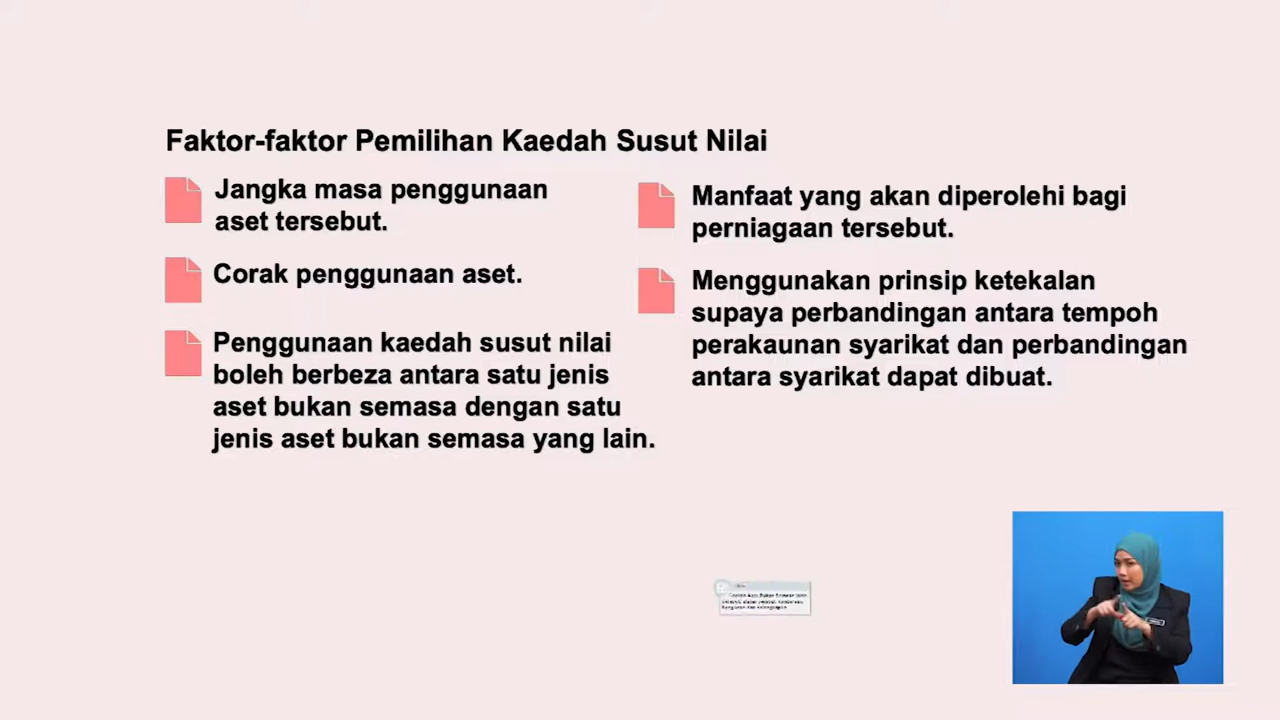 Faktor-faktor Pemilihan Kaedah Susut Nilai
Jangka masa penggunaan
aset tersebut.
Corak penggunaan aset.
Penggunaan kaedah susut nilai
boleh berbeza antara satu jenis
aset bukan semasa dengan satu
jenis aset bukan semasa yang lain.
Manfaat yang akan diperolehi bagi
perniagaan tersebut.
Menggunakan prinsip ketekalan
supaya perbandingan antara tempoh
perakaunan syarikat dan perbandingan
antara syarikat dapat dibuat.